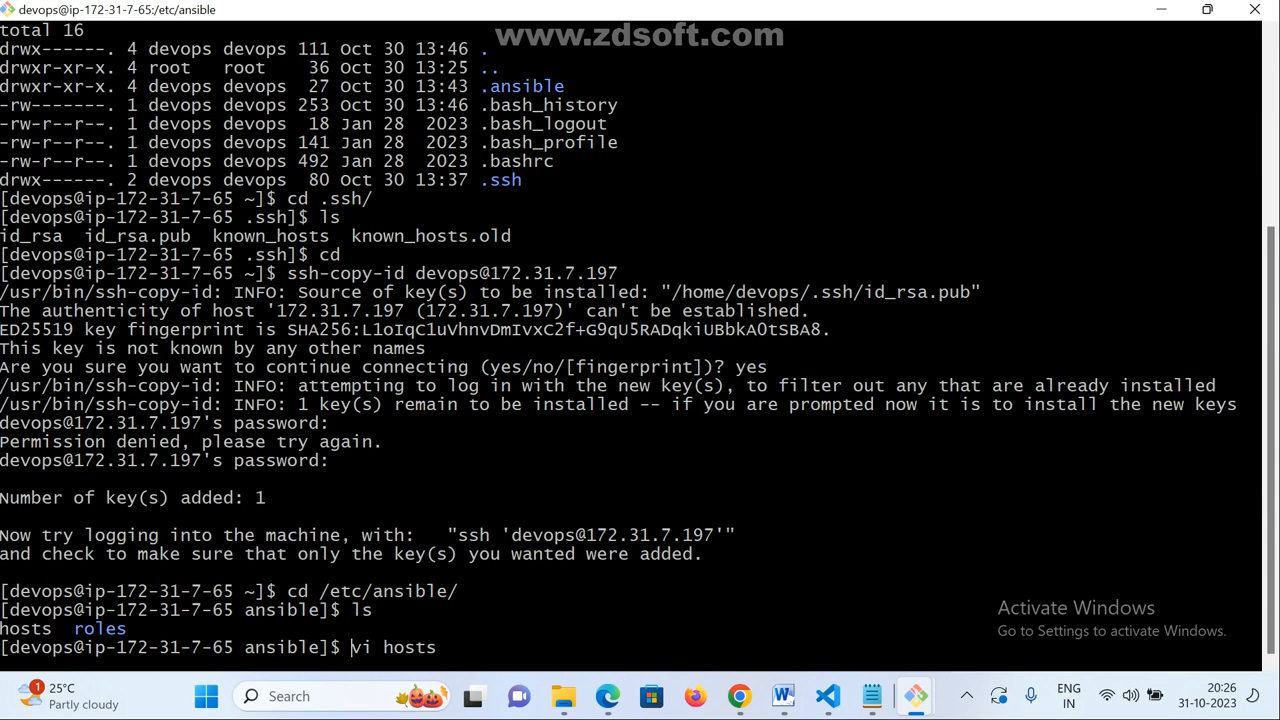 devops@ip-172-31-7-65:/etc/ansible
total 16
www.zdsoft.com
drwx------. 4 devops devops 111 Oct 30 13:46 .
drwxr-xr-x. 4 root   root    36 Oct 30 13:25 ..
drwxr-xr-x. 4 devops devops  27 Oct 30 13:43 .ansible
-rw-------. 1 devops devops 253 Oct 30 13:46 .bash_history
-rw-r--r--. 1 devops devops  18 Jan 28  2023 .bash_logout
-rw-r--r--. 1 devops devops 141 Jan 28  2023 .bash_profile
-rw-r--r--. 1 devops devops 492 Jan 28  2023 .bashrc
drwx------. 2 devops devops  80 Oct 30 13:37 .ssh
[devops@ip-172-31-7-65 ~]$ cd .ssh/
[devops@ip-172-31-7-65 .ssh]$ ls
id_rsa  id_rsa.pub  known_hosts  known_hosts.old
[devops@ip-172-31-7-65 .ssh]$ cd
[devops@ip-172-31-7-65 ~]$ ssh-copy-id devops@172.31.7.197
/usr/bin/ssh-copy-id: INFO: Source of key(s) to be installed: "/home/devops/.ssh/id_rsa.pub"
The authenticity of host '172.31.7.197 (172.31.7.197)' can't be established.
ED25519 key fingerprint is SHA256:L1oIqC1uVhnvDmIvxC2f+G9qU5RADqkiUBbkAOtSBA8.
This key is not known by any other names
Are you sure you want to continue connecting (yes/no/[fingerprint])? yes
/usr/bin/ssh-copy-id: INFO: attempting to log in with the new key(s), to filter out any that are already installed
/usr/bin/ssh-copy-id: INFO: 1 key(s) remain to be installed -- if you are prompted now it is to install the new keys
devops@172.31.7.197's password:
Permission denied, please try again.
devops@172.31.7.197's password:
Number of key(s) added: 1
Now try logging into the machine, with:   "ssh 'devops@172.31.7.197'"
and check to make sure that only the key(s) you wanted were added.
[devops@ip-172-31-7-65 ~]$ cd /etc/ansible/
[devops@ip-172-31-7-65 ansible]$ ls
hosts  roles
[devops@ip-172-31-7-65 ansible]$ vi hosts
Activate Windows
Go to Settings to activate Windows.
1
25°C
Partly cloudy
Search
ENG
IN
20:26
31-10-2023